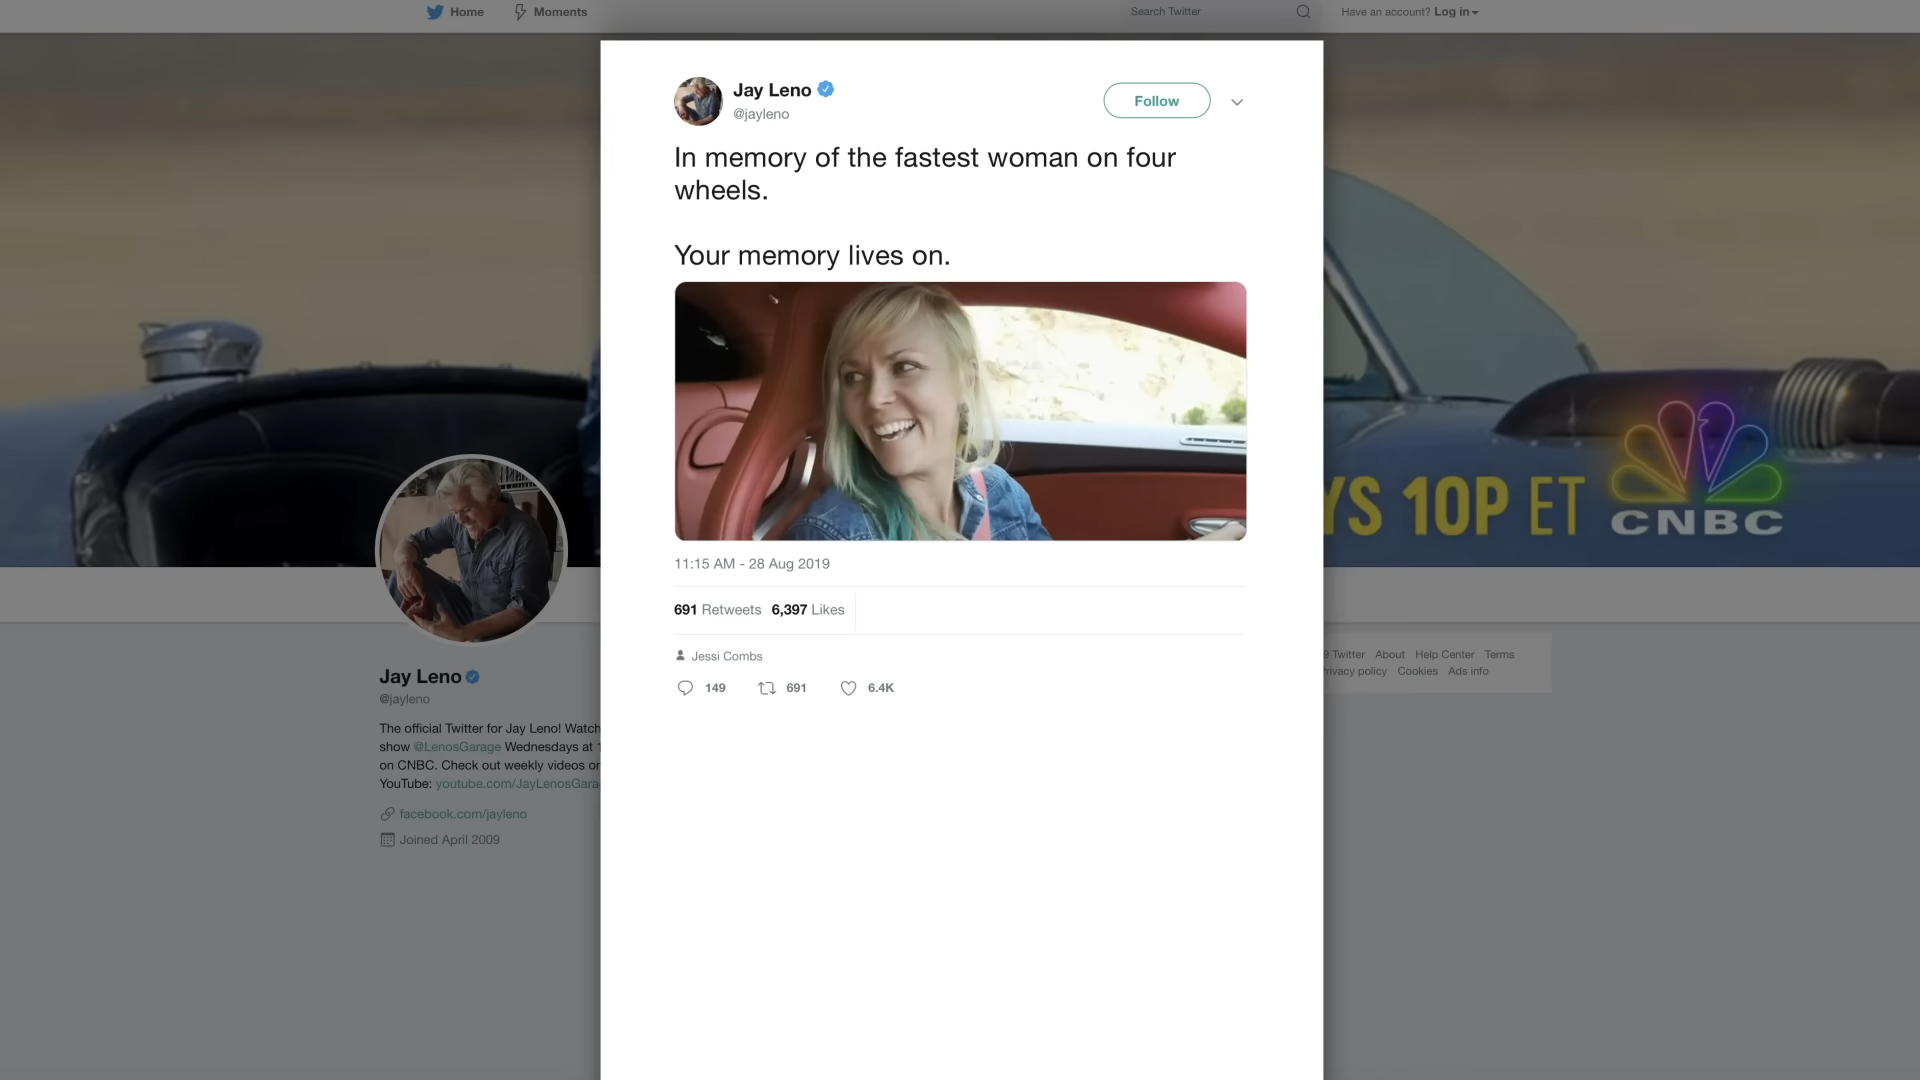 Home
Moments
Search Twitter
Have an account? Log in
Jay Leno
@jayleno
Follow
In memory of the fastest woman on four
wheels.
Your memory lives on.
11:15 AM - 28 Aug 2019
691 Retweets 6,397 Likes
Jessi Combs
149 691 6.4K
YS 10P ET
CNBC
Jay Leno
@jayleno
The official Twitter for Jay Leno! Watch
show @LenosGarage Wednesdays at
on CNBC. Check out weekly videos
YouTube: youtube.com/JayLenosGara
facebook.com/jayleno
Joined April 2009
9 Twitter About Help Center Terms
Privacy policy Cookies Ads info